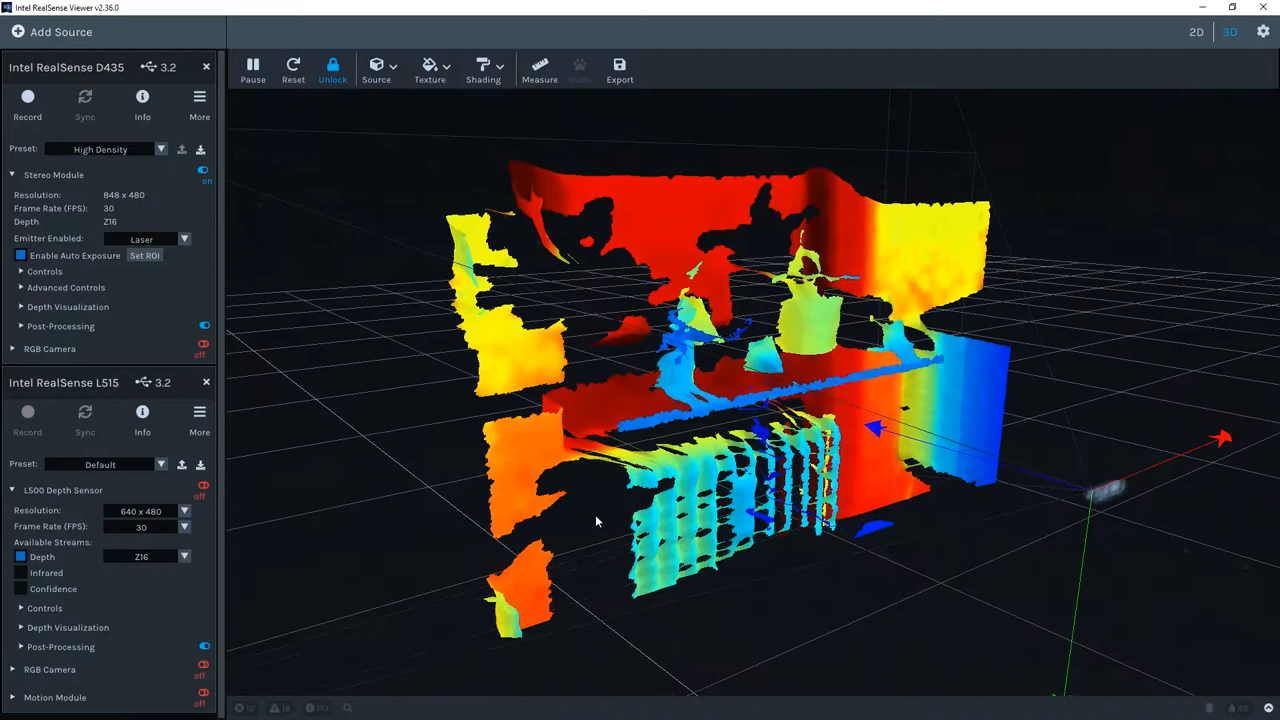 Intel RealSense Viewer v2.36.0
Add Source
2D 3D
Intel RealSense D435 3.2
Record Sync Info More
Preset: High Density
Stereo Module
on
Resolution: 848 x 480
Frame Rate (FPS): 30
Depth Z16
Emitter Enabled: Laser
Enable Auto Exposure Set ROI
Controls
Advanced Controls
Depth Visualization
Post-Processing
RGB Camera
off
Intel RealSense L515 3.2
Record Sync Info More
Preset: Default
L500 Depth Sensor
off
Resolution: 640 x 480
Frame Rate (FPS): 30
Available Streams:
Depth Z16
Infrared
Confidence
Controls
Depth Visualization
Post-Processing
RGB Camera
off
Motion Module
off
Pause Reset Unlock Source Texture Shading Measure Export